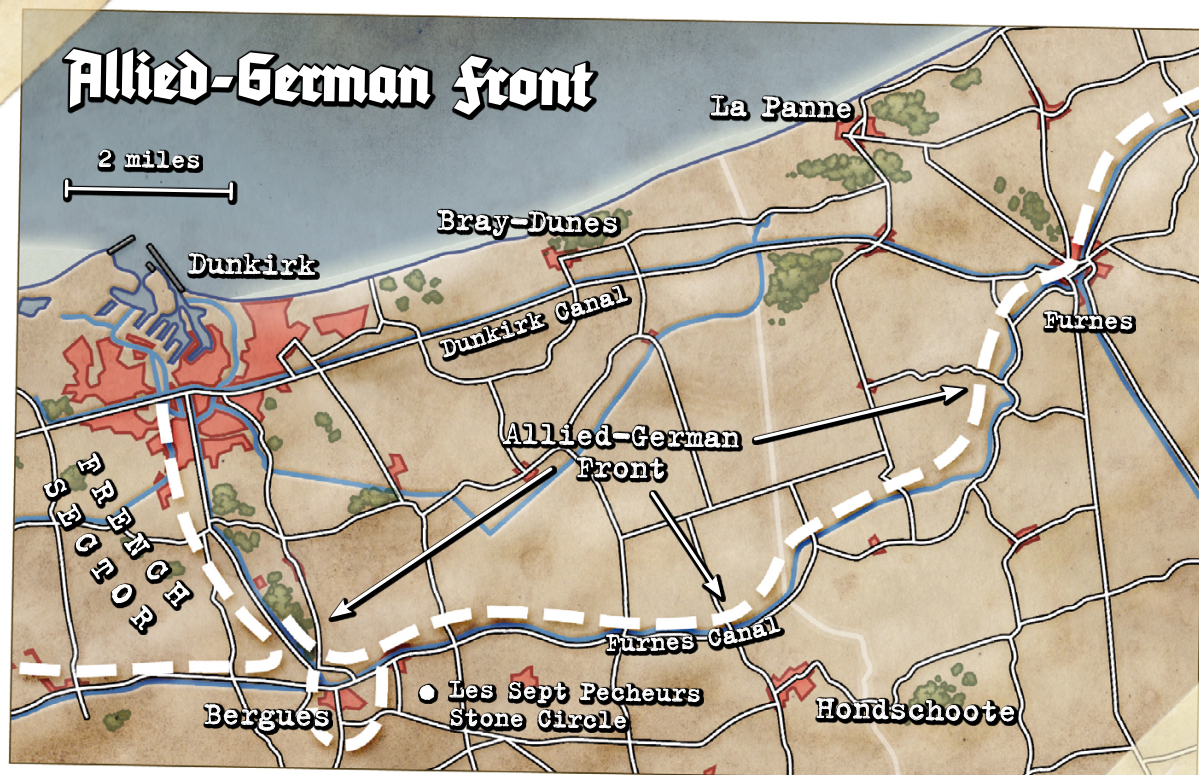 Allied-German Front
2 miles
La Panne
Bray-Dunes
Dunkirk
Dunkirk Canal
Furnes
Allied-German
Front
FRENCH
SECTOR
Furnes Canal
Les Sept Pecheurs
Stone Circle
Bergues
Hondschoote